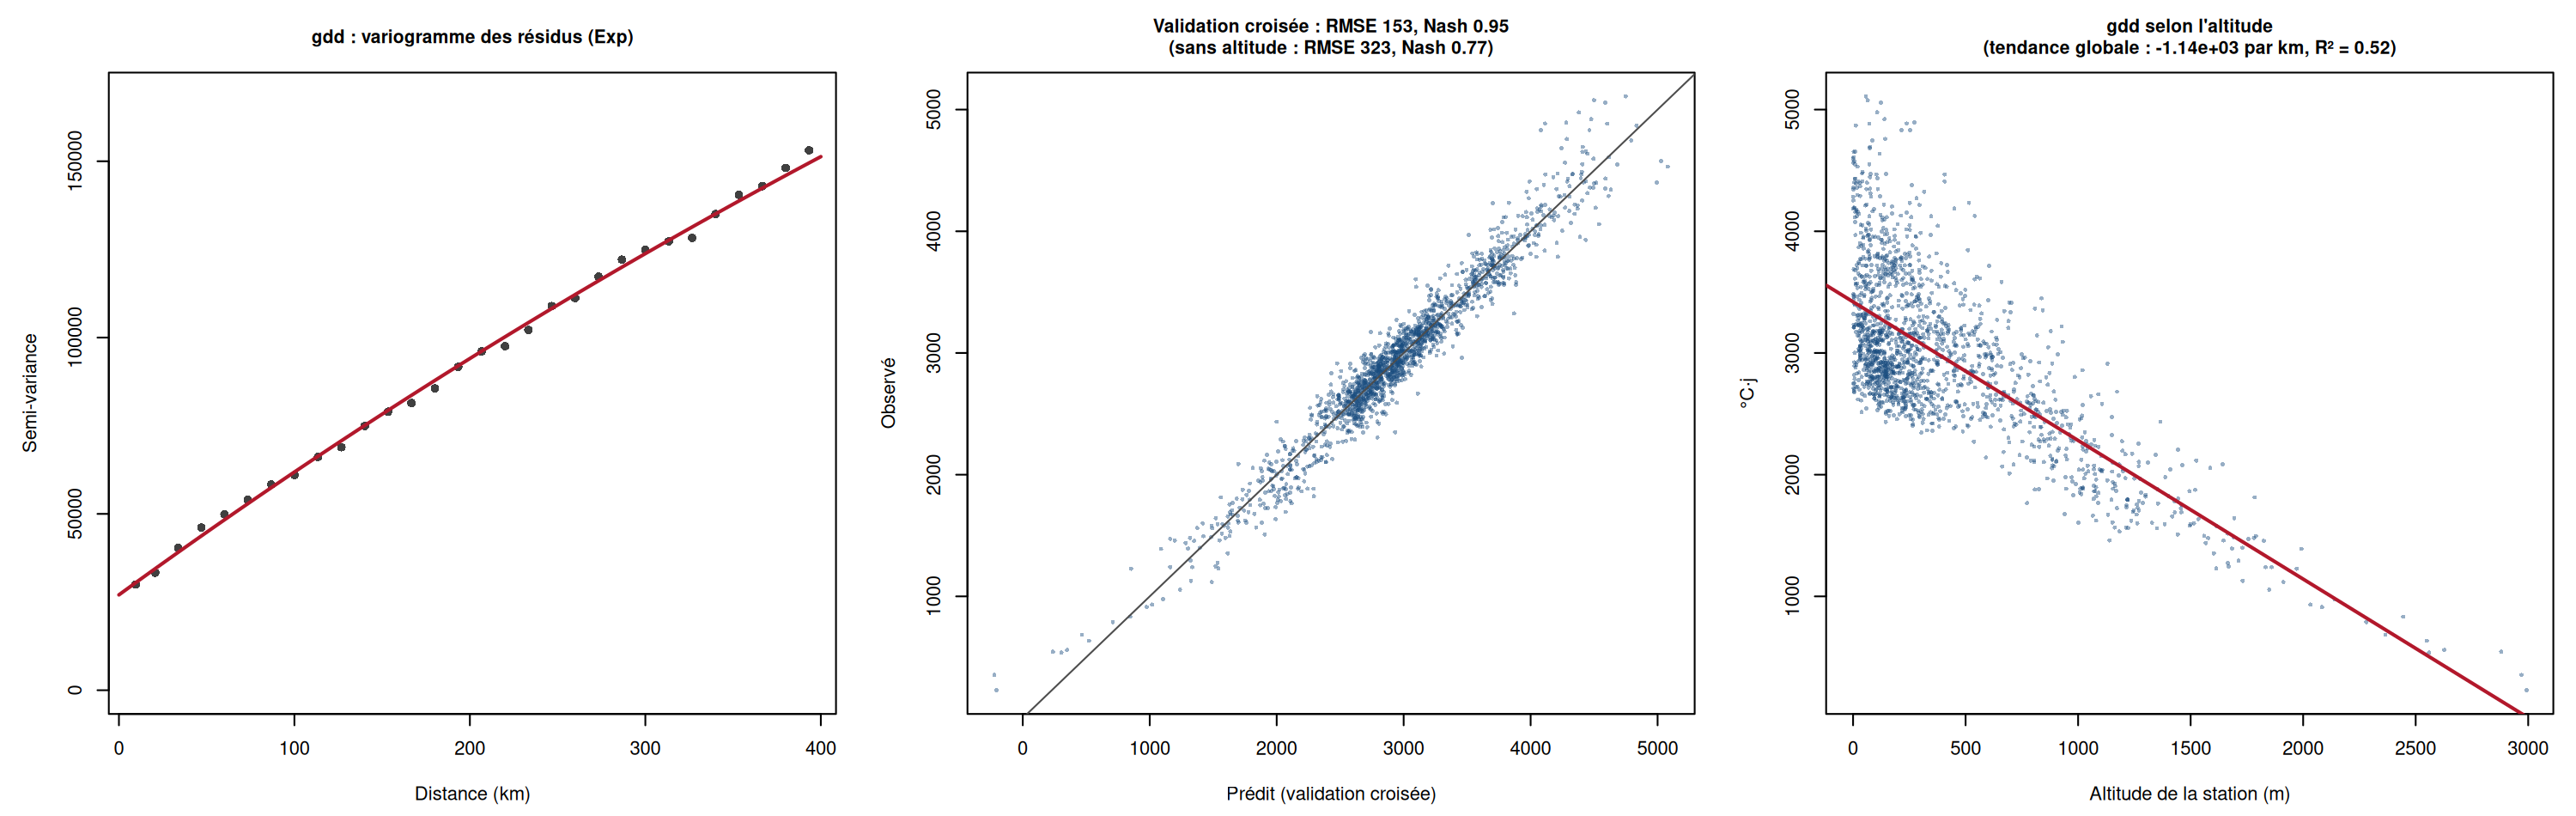 gdd : variogramme des résidus (Exp)
Semi-variance
150000
100000
50000
0
0 100 200 300 400
Distance (km)
Validation croisée : RMSE 153, Nash 0.95
(sans altitude : RMSE 323, Nash 0.77)
Observé
5000
4000
3000
2000
1000
0 1000 2000 3000 4000 5000
Prédit (validation croisée)
gdd selon l'altitude
(tendance globale : -1.14e+03 par km, R² = 0.52)
°C·j
5000
4000
3000
2000
1000
0 500 1000 1500 2000 2500 3000
Altitude de la station (m)